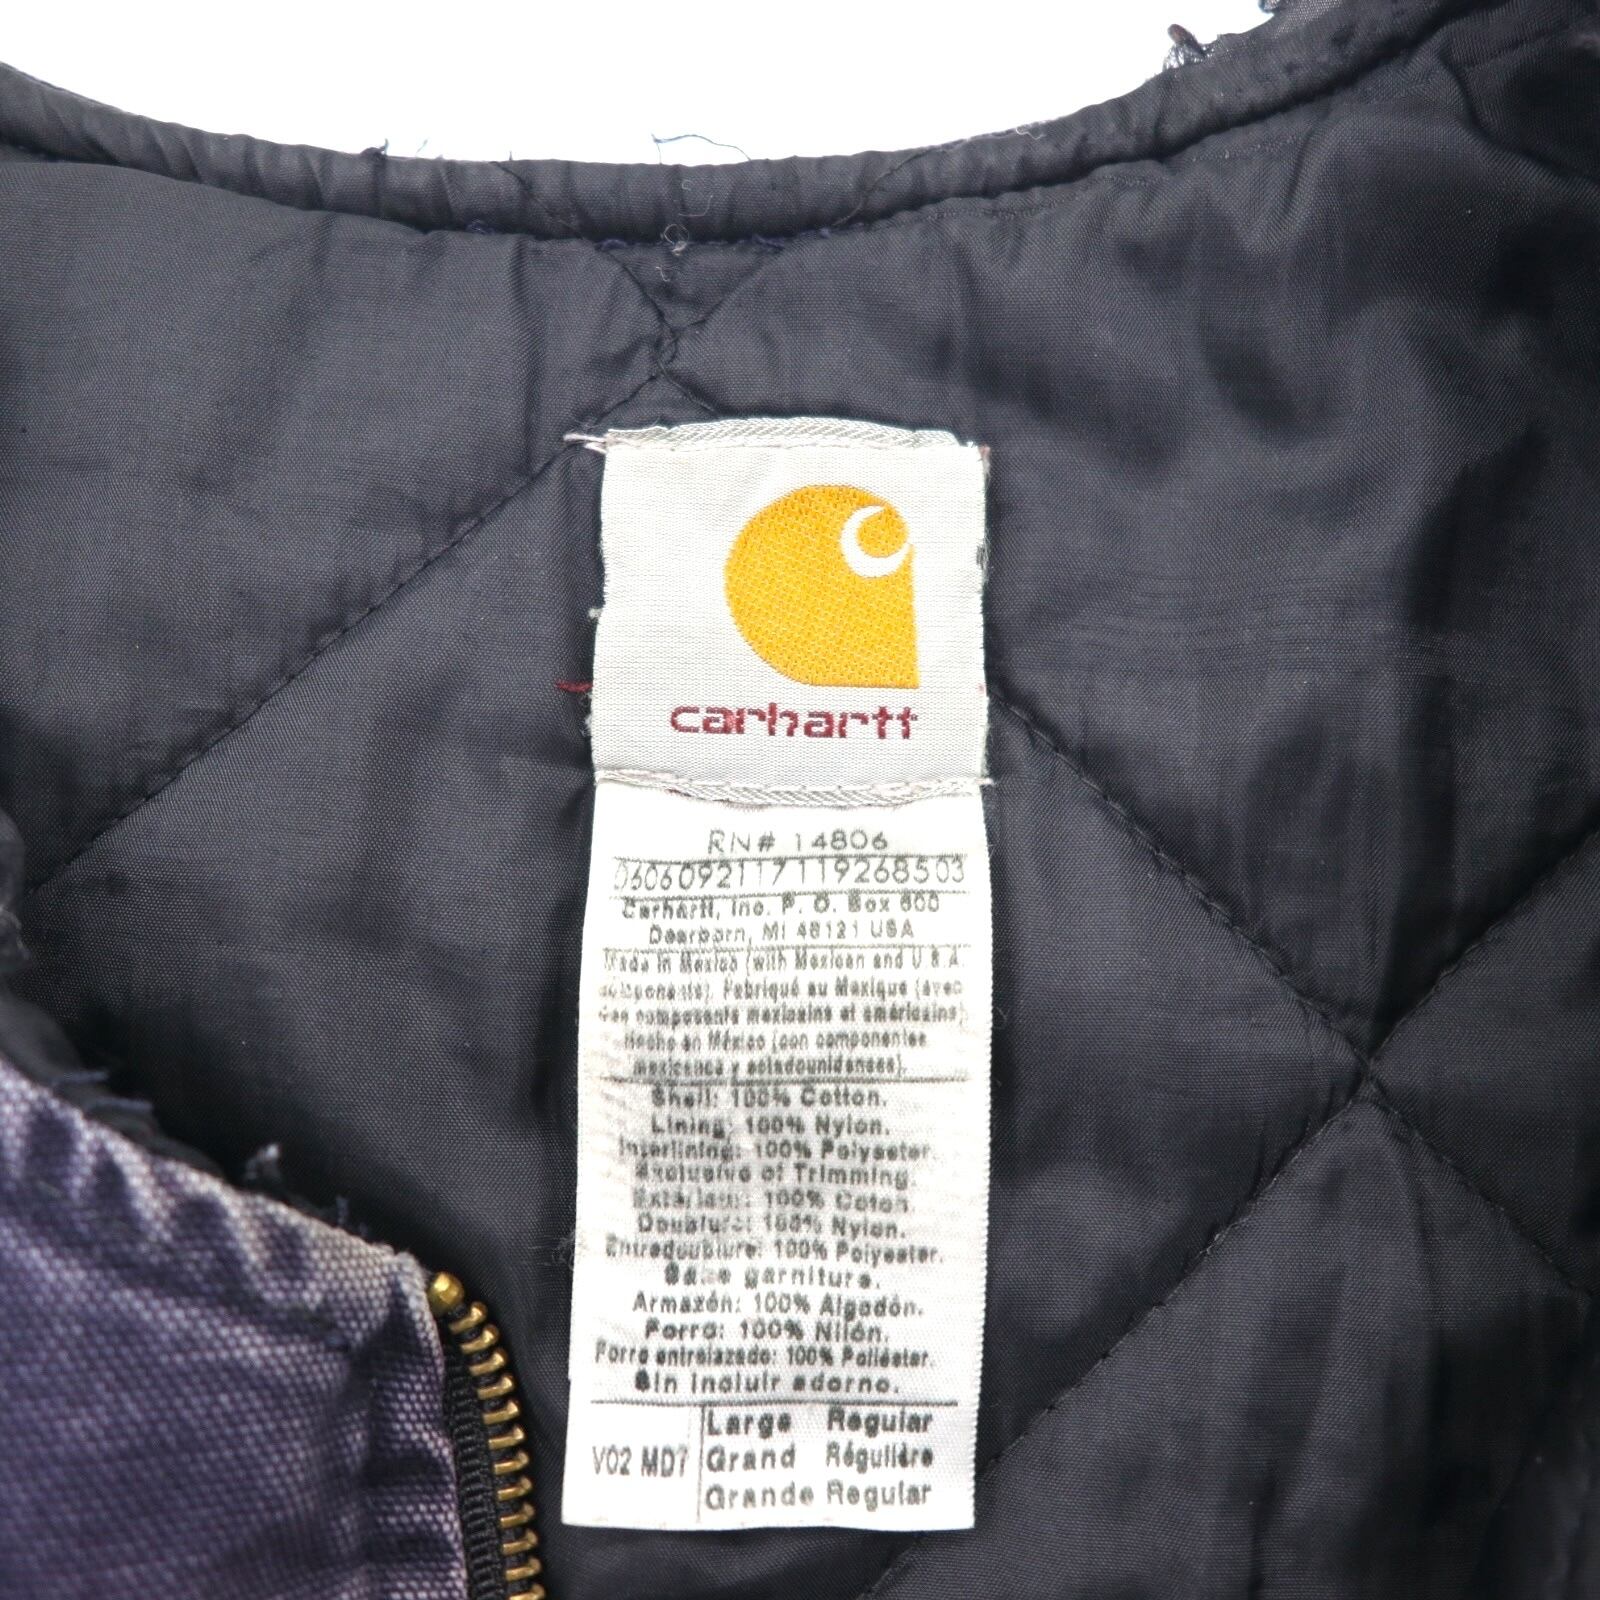 carhartt
RN# 14806
0606092117119268503
Carhartt, Inc. P. O. Box 600
Dearborn, MI 48121 USA
Made in Mexico (with Mexican and U.S.A.
components). Fabriqué au Mexique (avec
des composants mexicains et américains).
Hecho en México (con componentes
mexicanos y estadounidenses).
Shell: 100% Cotton.
Lining: 100% Nylon.
Interlining: 100% Polyester.
Exclusive of Trimming.
Extérieur: 100% Coton.
Doublure: 100% Nylon.
Entredoublure: 100% Polyester.
Sans garniture.
Armazón: 100% Algodón.
Forro: 100% Nilón.
Forro entrelazado: 100% Poliéster.
Sin incluir adorno.
Large Regular
V02 MD7 Grand Régulière
Grande Regular